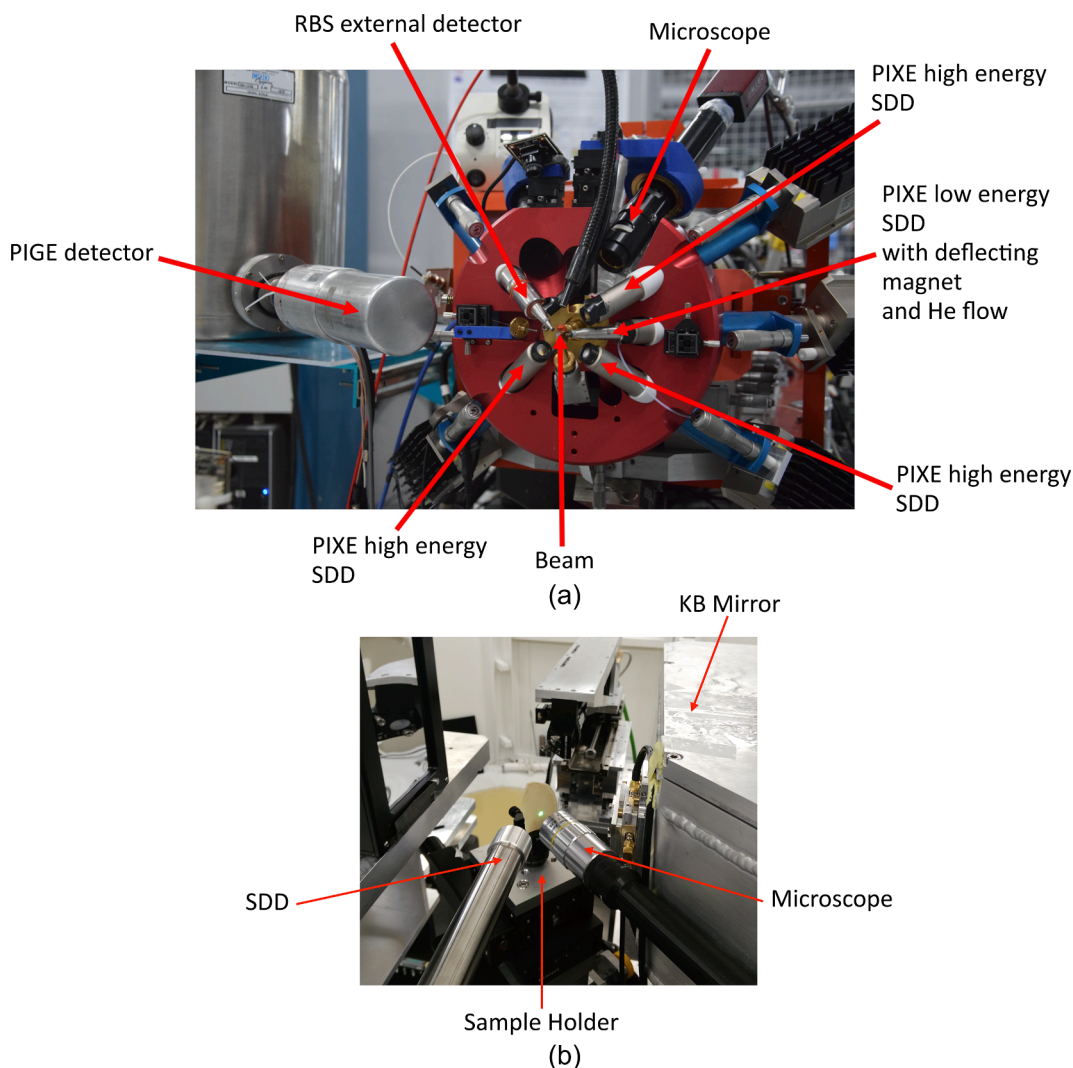 RBS external detector
Microscope
PIXE high energy
SDD
PIXE low energy
SDD
with deflecting
magnet
and He flow
PIGE detector
PIXE high energy
SDD
PIXE high energy
SDD
Beam
(a)
KB Mirror
SDD
Microscope
Sample Holder
(b)